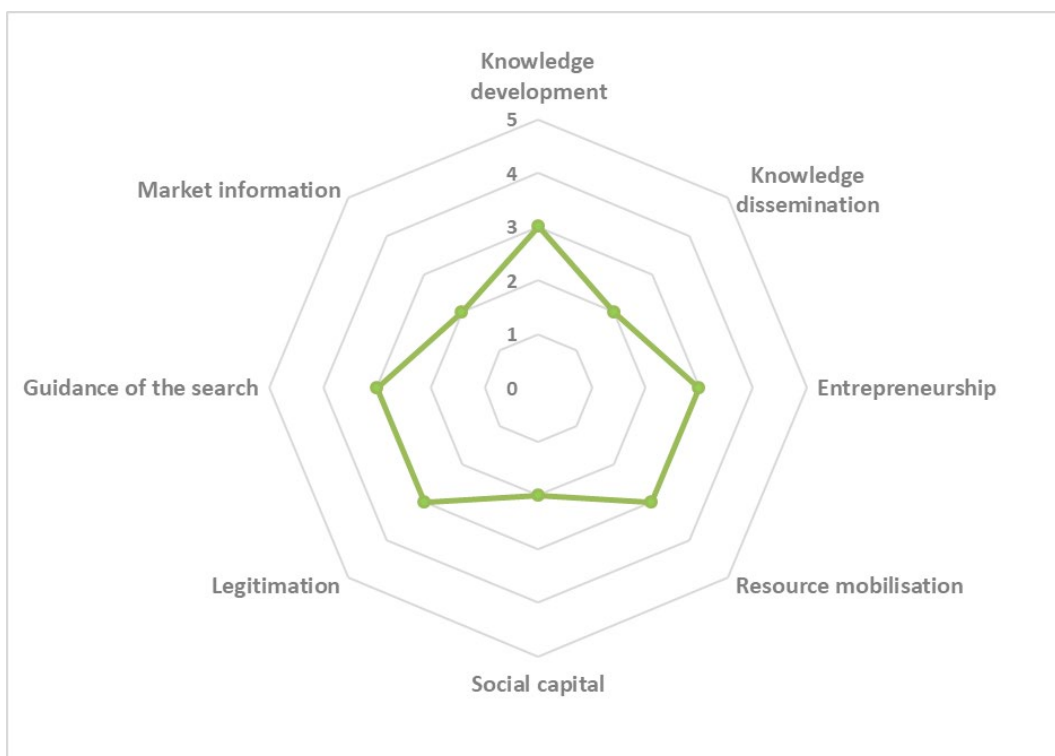 Knowledge
development
5
Market information
Knowledge
dissemination
4
3
2
1
Guidance of the search
0
Entrepreneurship
Legitimation
Resource mobilisation
Social capital